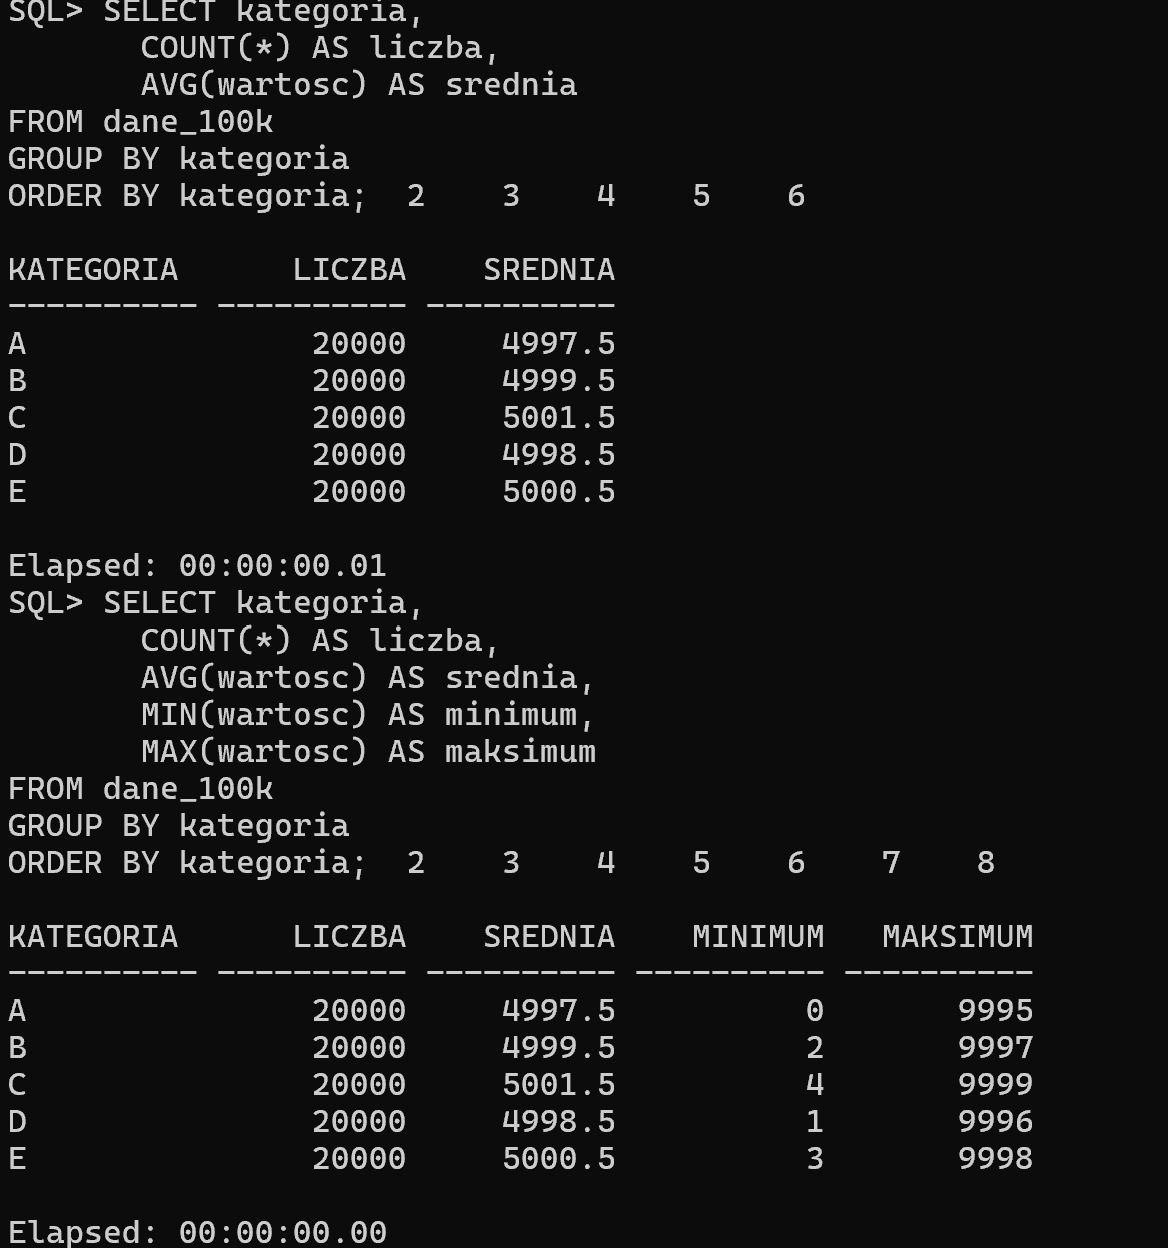 SQL> SELECT kategoria,
       COUNT(*) AS liczba,
       AVG(wartosc) AS srednia
FROM dane_100k
GROUP BY kategoria
ORDER BY kategoria;  2    3    4    5    6

KATEGORIA      LICZBA    SREDNIA
---------- ---------- ----------
A               20000     4997.5
B               20000     4999.5
C               20000     5001.5
D               20000     4998.5
E               20000     5000.5

Elapsed: 00:00:00.01
SQL> SELECT kategoria,
       COUNT(*) AS liczba,
       AVG(wartosc) AS srednia,
       MIN(wartosc) AS minimum,
       MAX(wartosc) AS maksimum
FROM dane_100k
GROUP BY kategoria
ORDER BY kategoria;  2    3    4    5    6    7    8

KATEGORIA      LICZBA    SREDNIA    MINIMUM   MAKSIMUM
---------- ---------- ---------- ---------- ----------
A               20000     4997.5          0       9995
B               20000     4999.5          2       9997
C               20000     5001.5          4       9999
D               20000     4998.5          1       9996
E               20000     5000.5          3       9998

Elapsed: 00:00:00.00